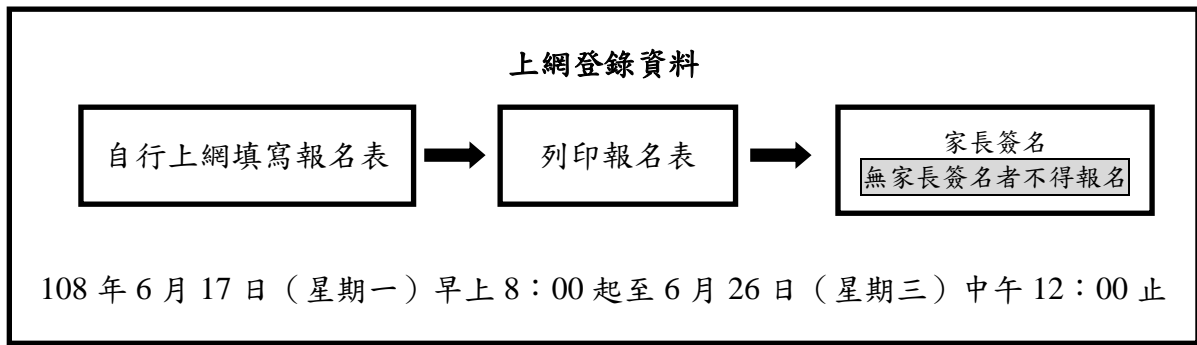 上網登錄資料
自行上網填寫報名表
列印報名表
家長簽名
無家長簽名者不得報名
108 年 6 月 17 日（星期一）早上 8：00 起至 6 月 26 日（星期三）中午 12：00 止